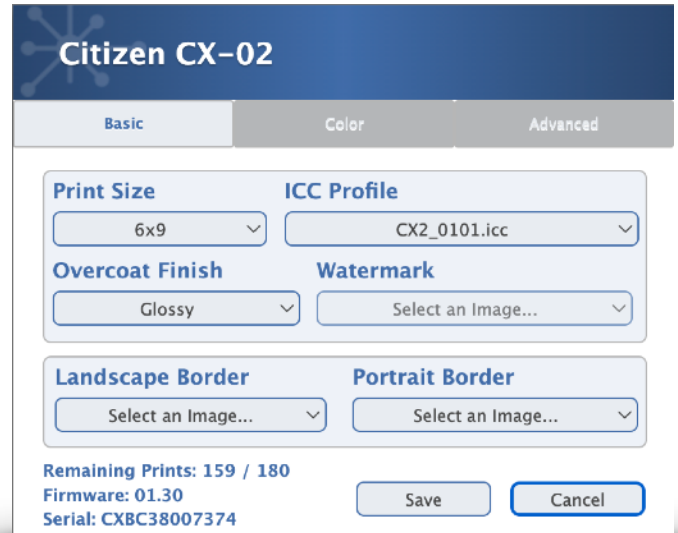 Citizen CX-02
Basic Color Advanced
Print Size ICC Profile
6x9 CX2_0101.icc
Overcoat Finish Watermark
Glossy Select an Image...
Landscape Border Portrait Border
Select an Image... Select an Image...
Remaining Prints: 159 / 180
Firmware: 01.30
Serial: CXBC38007374
Save Cancel